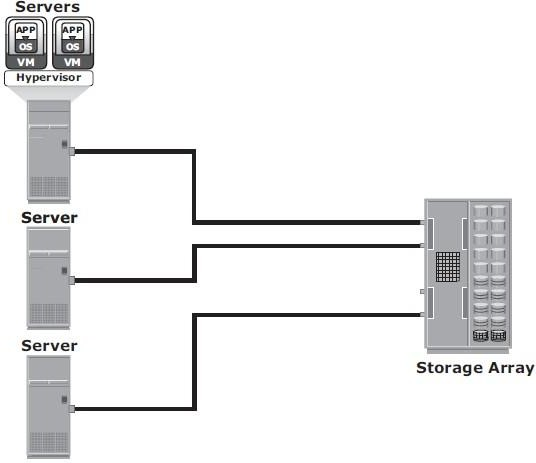 Servers
APP APP
OS OS
VM VM
Hypervisor
Server
Server
Storage Array